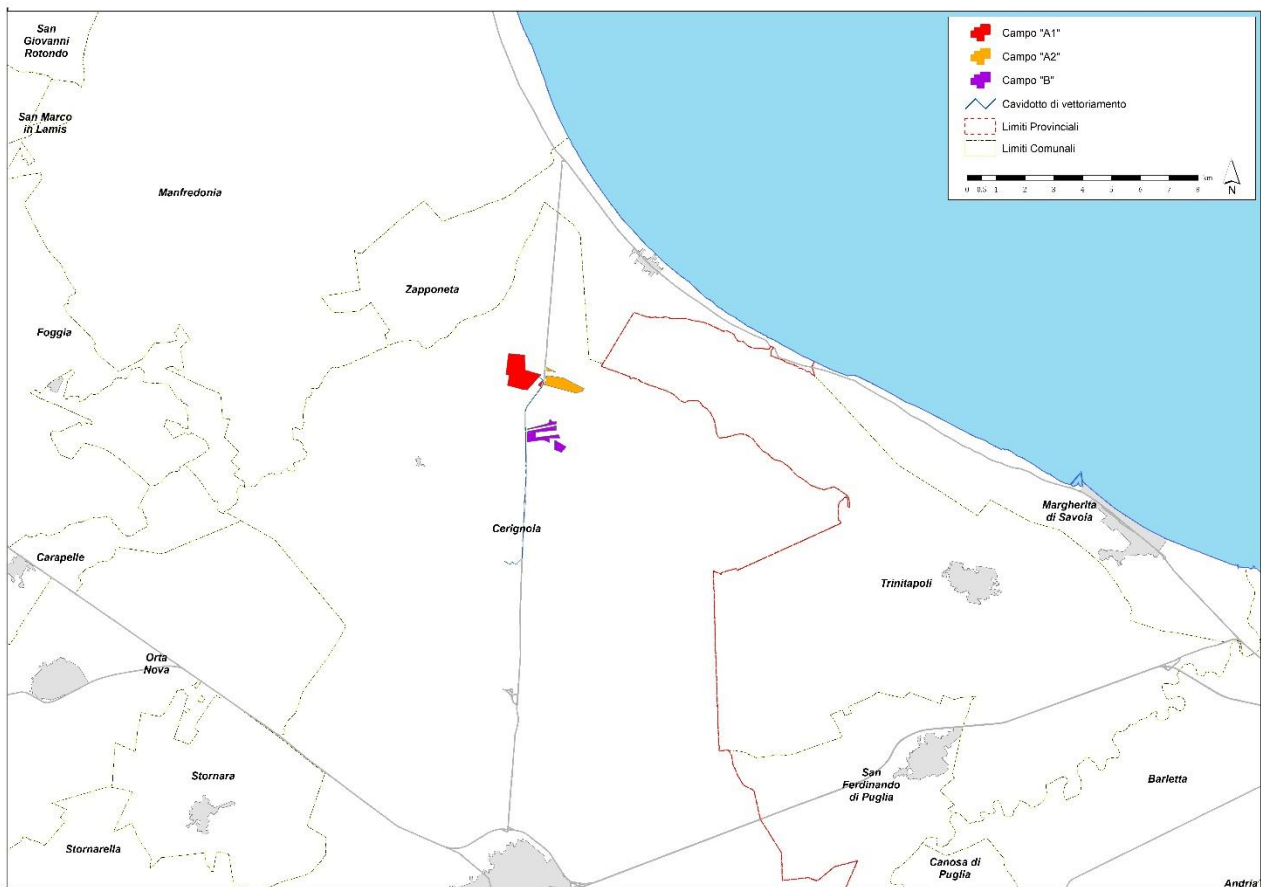 San
Giovanni
Rotondo
Campo "A1"
Campo "A2"
Campo "B"
Cavidotto di vettoriamento
Limiti Provinciali
Limiti Comunali
km
0 0.5 1 2 3 4 5 6 7 8
N
San Marco
in Lamis
Manfredonia
Zapponeta
Foggia
Margherita
di Savoia
Cerignola
Carapelle
Trinitapoli
Orta
Nova
Stornara
San
Ferdinando
di Puglia
Barletta
Stornarella
Canosa di
Puglia
Andria